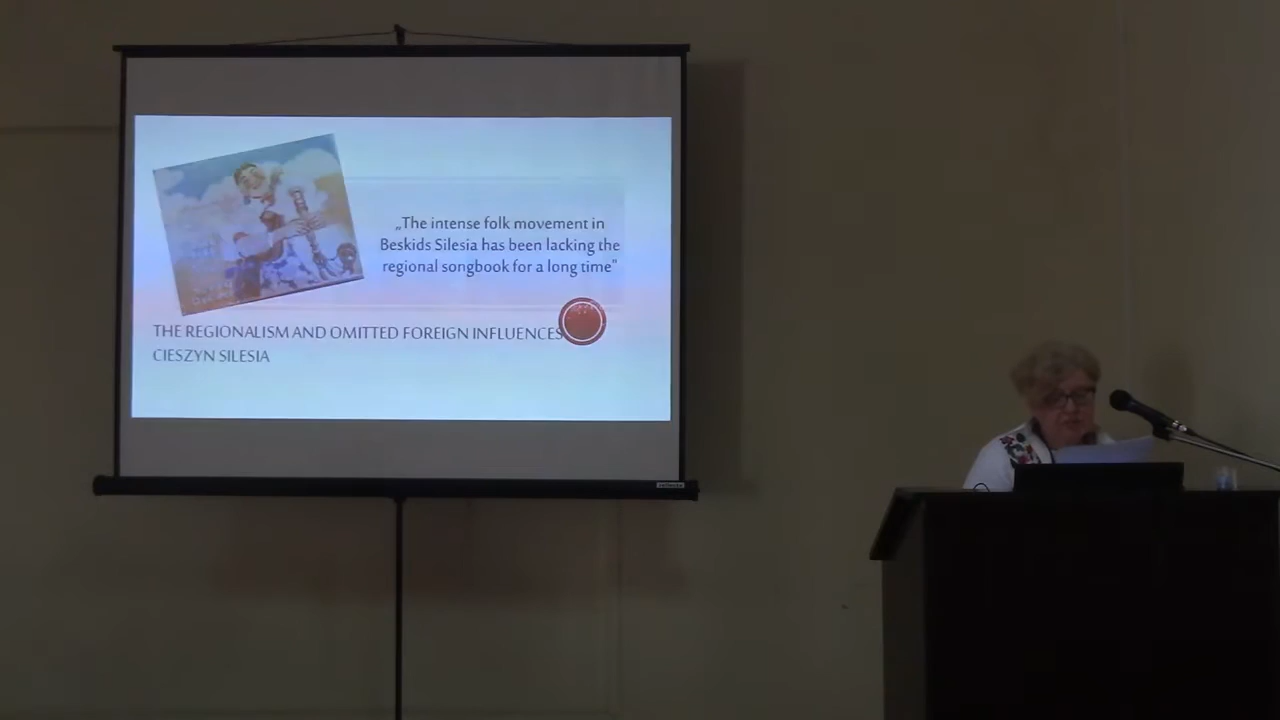 „The intense folk movement in
Beskids Silesia has been lacking the
regional songbook for a long time"
THE REGIONALISM AND OMITTED FOREIGN INFLUENCES
CIESZYN SILESIA